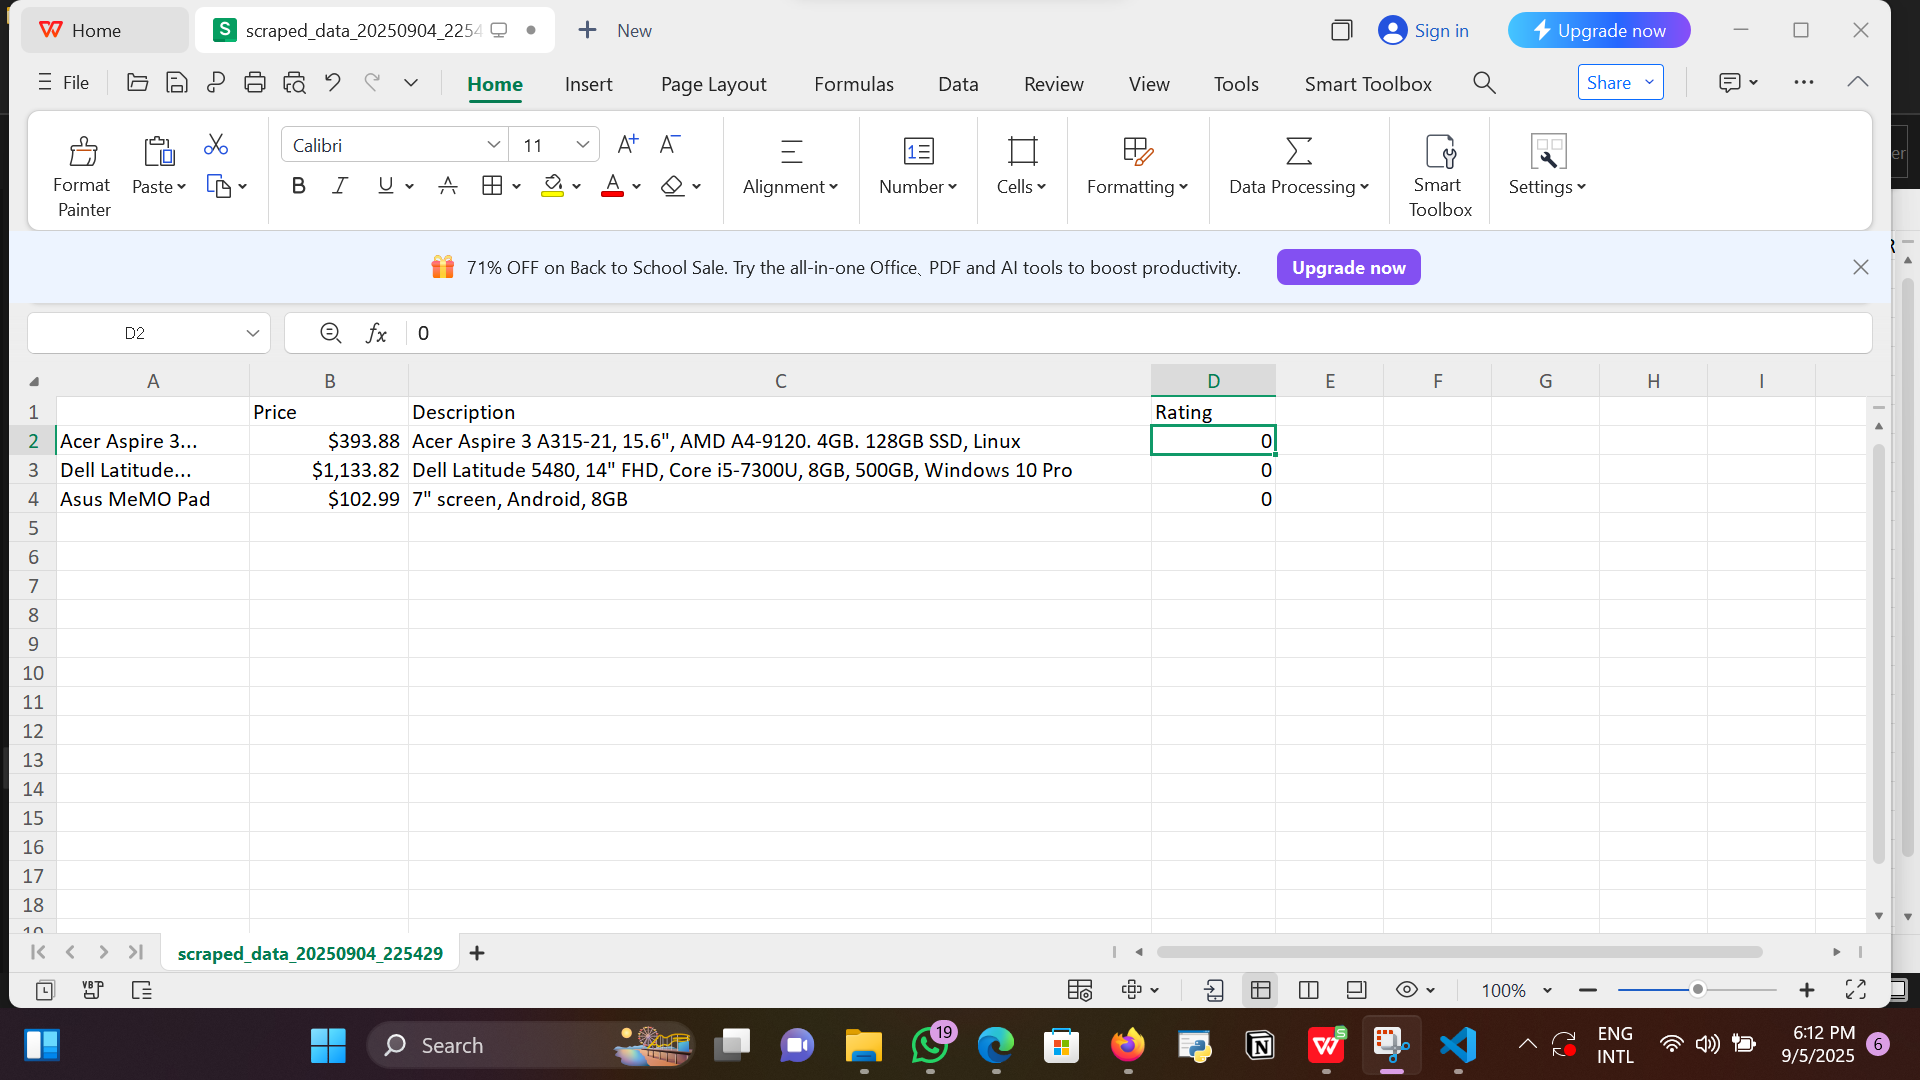 Home
scraped_data_20250904_2254
New
Sign in
Upgrade now
File
Home
Insert
Page Layout
Formulas
Data
Review
View
Tools
Smart Toolbox
Share
Format
Painter
Paste
Calibri
11
Alignment
Number
Cells
Formatting
Data Processing
Smart
Toolbox
Settings
71% OFF on Back to School Sale. Try the all-in-one Office、PDF and AI tools to boost productivity.
Upgrade now
D2
fx
0
A B C D E F G H I
1 Price Description Rating
2 Acer Aspire 3... $393.88 Acer Aspire 3 A315-21, 15.6", AMD A4-9120. 4GB. 128GB SSD, Linux 0
3 Dell Latitude... $1,133.82 Dell Latitude 5480, 14" FHD, Core i5-7300U, 8GB, 500GB, Windows 10 Pro 0
4 Asus MeMO Pad $102.99 7" screen, Android, 8GB 0
5
6
7
8
9
10
11
12
13
14
15
16
17
18
19
scraped_data_20250904_225429
100%
Search
19
ENG
INTL
6:12 PM
9/5/2025
6